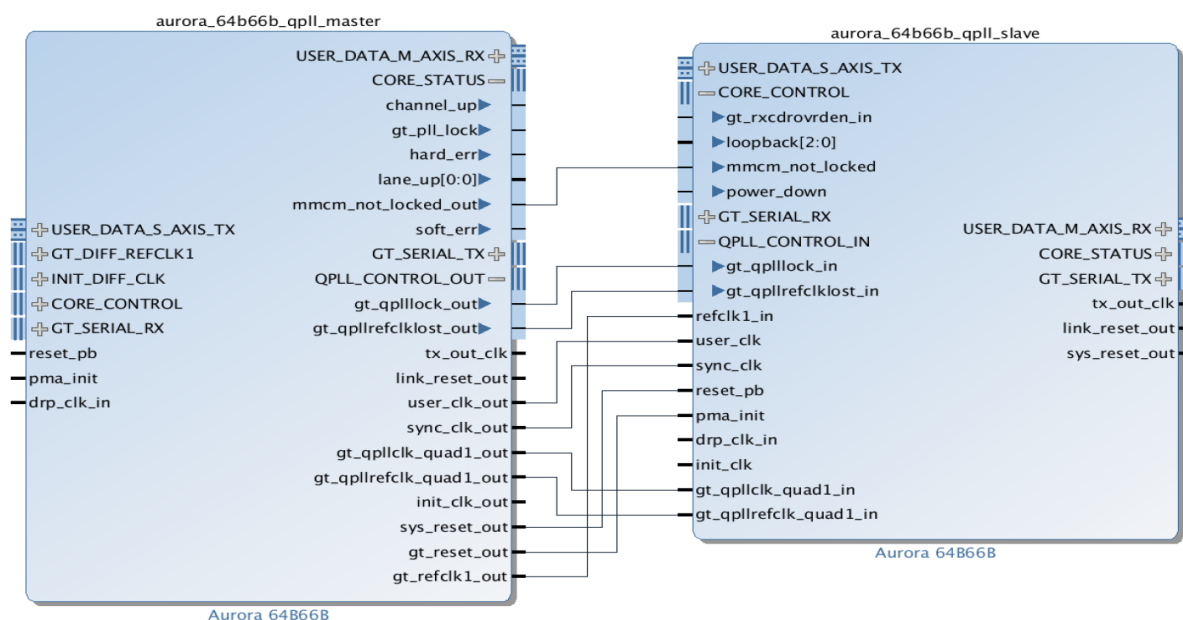 aurora_64b66b_qpll_master
USER_DATA_M_AXIS_RX
CORE_STATUS
channel_up
gt_pll_lock
hard_err
lane_up[0:0]
mmcm_not_locked_out
soft_err
GT_SERIAL_TX
QPLL_CONTROL_OUT
gt_qplllock_out
gt_qpllrefclklost_out
tx_out_clk
link_reset_out
user_clk_out
sync_clk_out
gt_qpllclk_quad1_out
gt_qpllrefclk_quad1_out
init_clk_out
sys_reset_out
gt_reset_out
gt_refclk1_out
USER_DATA_S_AXIS_TX
GT_DIFF_REFCLK1
INIT_DIFF_CLK
CORE_CONTROL
GT_SERIAL_RX
reset_pb
pma_init
drp_clk_in
Aurora 64B66B
aurora_64b66b_qpll_slave
USER_DATA_S_AXIS_TX
CORE_CONTROL
gt_rxcdrovrden_in
loopback[2:0]
mmcm_not_locked
power_down
GT_SERIAL_RX
QPLL_CONTROL_IN
gt_qplllock_in
gt_qpllrefclklost_in
refclk1_in
user_clk
sync_clk
reset_pb
pma_init
drp_clk_in
init_clk
gt_qpllclk_quad1_in
gt_qpllrefclk_quad1_in
USER_DATA_M_AXIS_RX
CORE_STATUS
GT_SERIAL_TX
tx_out_clk
link_reset_out
sys_reset_out
Aurora 64B66B